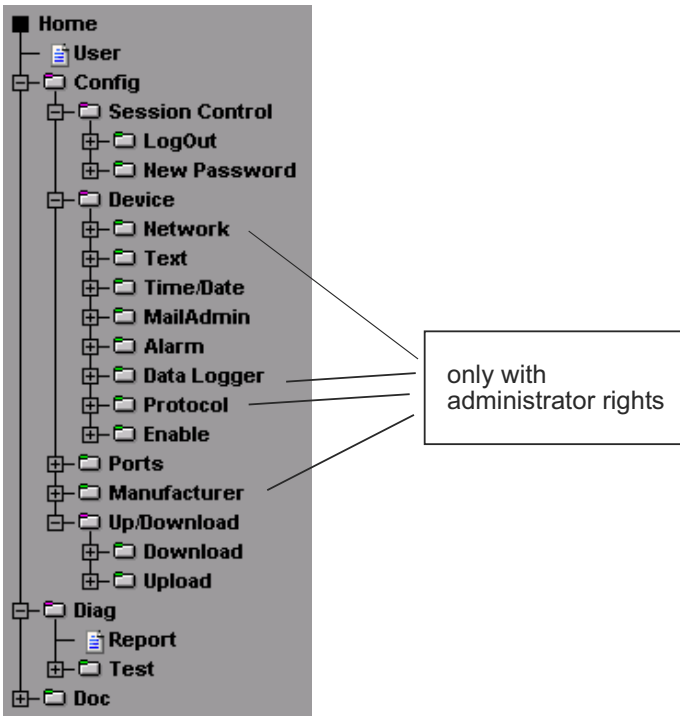 Home
User
Config
Session Control
LogOut
New Password
Device
Network
Text
Time/Date
MailAdmin
Alarm
Data Logger
Protocol
Enable
Ports
Manufacturer
Up/Download
Download
Upload
Diag
Report
Test
Doc
only with
administrator rights